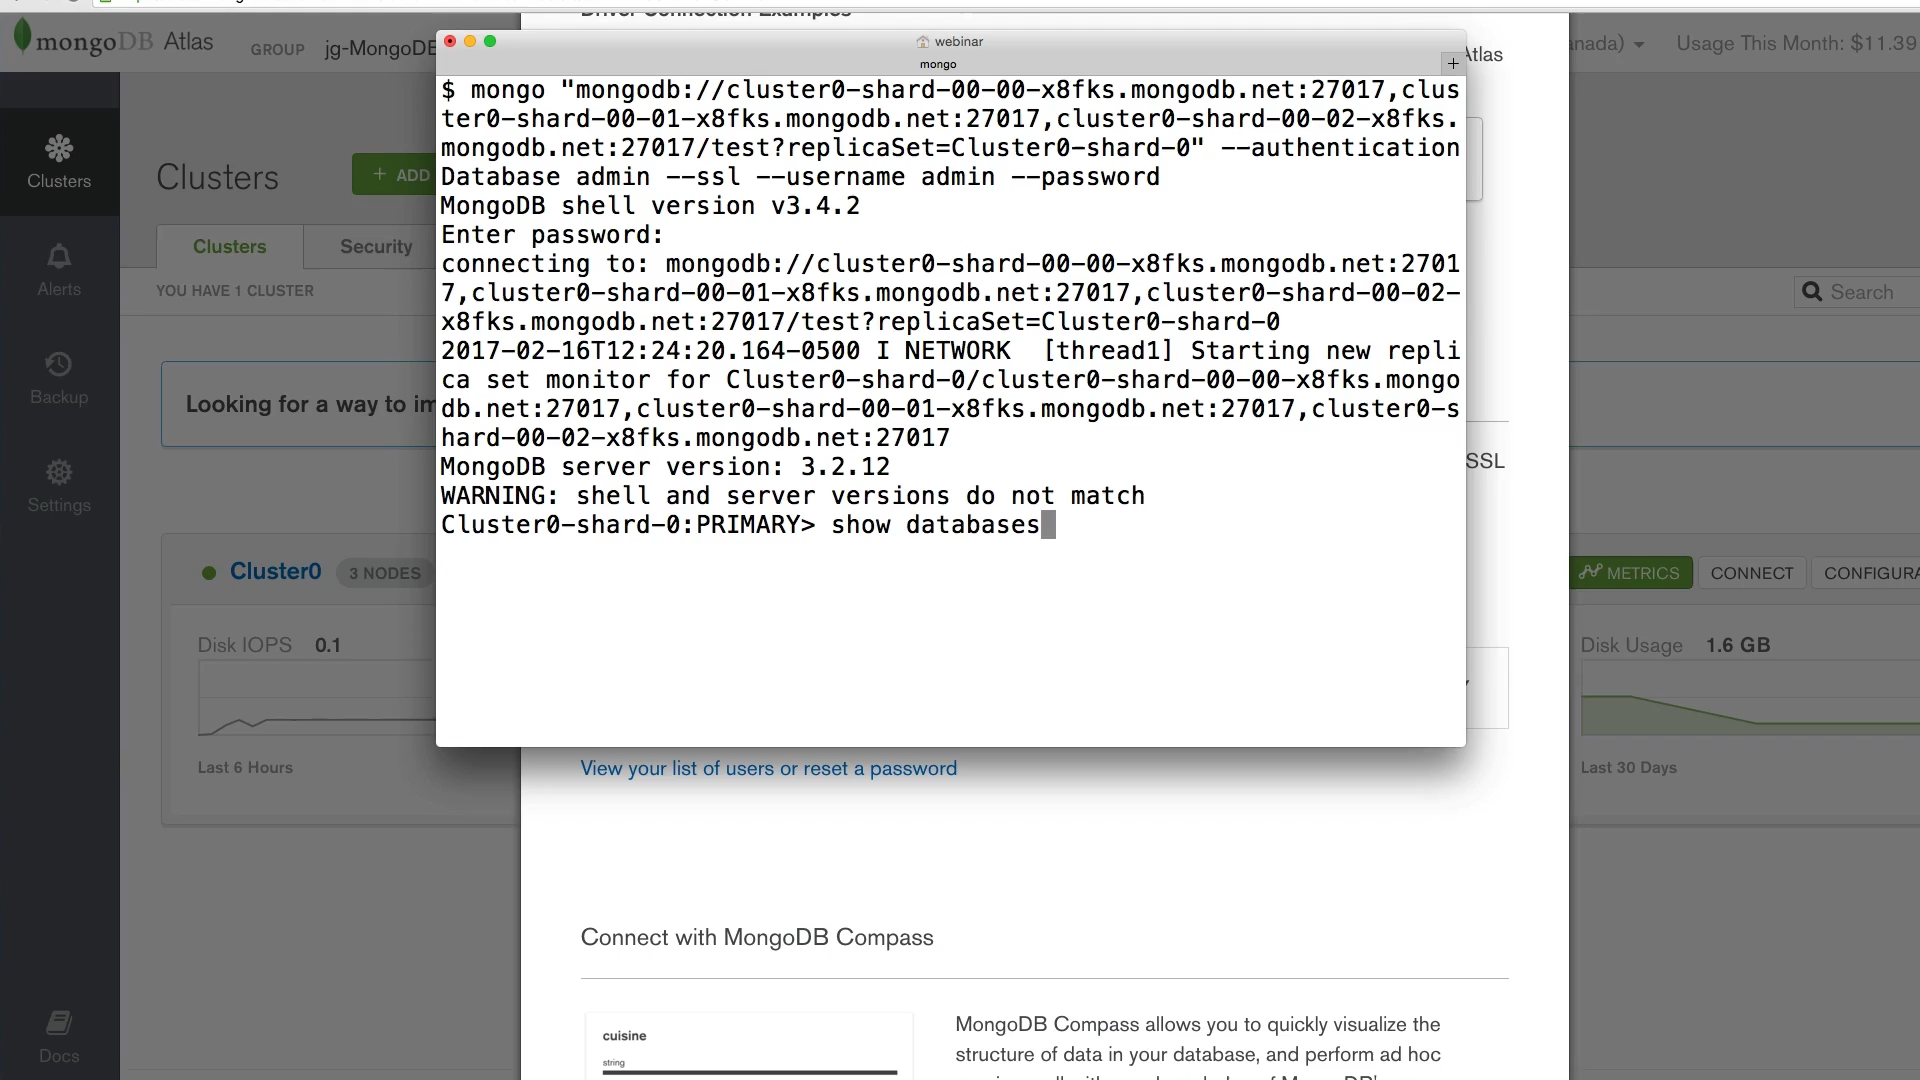 Driver Connection Examples
mongoDB Atlas
GROUP jg-MongoDB
anada)
Usage This Month: $11.39
Atlas
webinar
mongo
+
$ mongo "mongodb://cluster0-shard-00-00-x8fks.mongodb.net:27017,clus
ter0-shard-00-01-x8fks.mongodb.net:27017,cluster0-shard-00-02-x8fks.
mongodb.net:27017/test?replicaSet=Cluster0-shard-0" --authentication
Database admin --ssl --username admin --password
MongoDB shell version v3.4.2
Enter password:
connecting to: mongodb://cluster0-shard-00-00-x8fks.mongodb.net:2701
7,cluster0-shard-00-01-x8fks.mongodb.net:27017,cluster0-shard-00-02-
x8fks.mongodb.net:27017/test?replicaSet=Cluster0-shard-0
2017-02-16T12:24:20.164-0500 I NETWORK  [thread1] Starting new repli
ca set monitor for Cluster0-shard-0/cluster0-shard-00-00-x8fks.mongo
db.net:27017,cluster0-shard-00-01-x8fks.mongodb.net:27017,cluster0-s
hard-00-02-x8fks.mongodb.net:27017
MongoDB server version: 3.2.12
WARNING: shell and server versions do not match
Cluster0-shard-0:PRIMARY> show databases
Clusters
Alerts
Backup
Settings
Docs
Clusters
+ ADD
Clusters
Security
YOU HAVE 1 CLUSTER
Search
Looking for a way to im
SSL
Cluster0
3 NODES
METRICS
CONNECT
CONFIGURA
Disk IOPS 0.1
Last 6 Hours
Disk Usage 1.6 GB
Last 30 Days
View your list of users or reset a password
Connect with MongoDB Compass
cuisine
string
MongoDB Compass allows you to quickly visualize the
structure of data in your database, and perform ad hoc